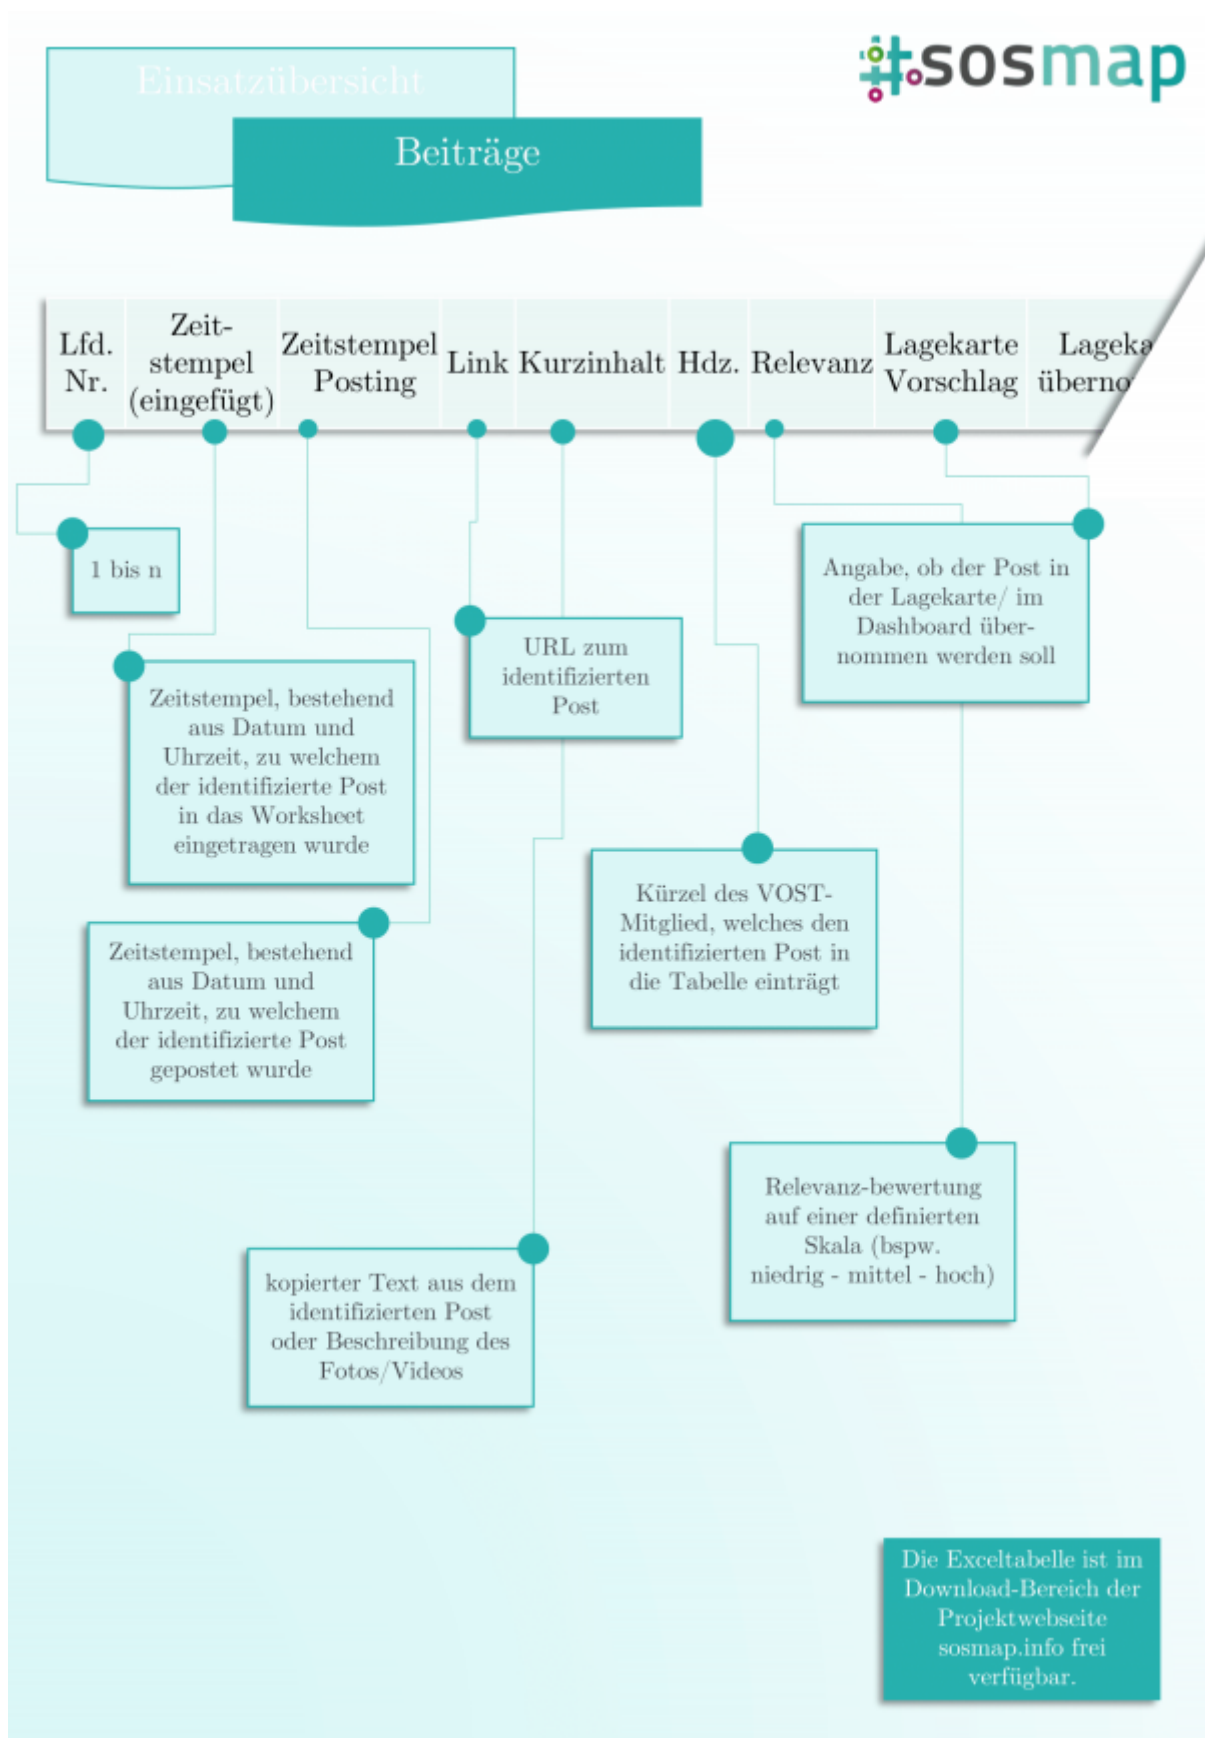 Einsatzübersicht
#sosmap
Beiträge
Lfd.
Nr.
Zeit-
stempel
(eingefügt)
Zeitstempel
Posting
Link
Kurzinhalt
Hdz.
Relevanz
Lagekarte
Vorschlag
Lageka
überno
1 bis n
Zeitstempel, bestehend
aus Datum und
Uhrzeit, zu welchem
der identifizierte Post
in das Worksheet
eingetragen wurde
Zeitstempel, bestehend
aus Datum und
Uhrzeit, zu welchem
der identifizierte Post
gepostet wurde
URL zum
identifizierten
Post
kopierter Text aus dem
identifizierten Post
oder Beschreibung des
Fotos/Videos
Kürzel des VOST-
Mitglied, welches den
identifizierten Post in
die Tabelle einträgt
Relevanz-bewertung
auf einer definierten
Skala (bspw.
niedrig - mittel - hoch)
Angabe, ob der Post in
der Lagekarte/ im
Dashboard über-
nommen werden soll
Die Exceltabelle ist im
Download-Bereich der
Projektwebseite
sosmap.info frei
verfügbar.